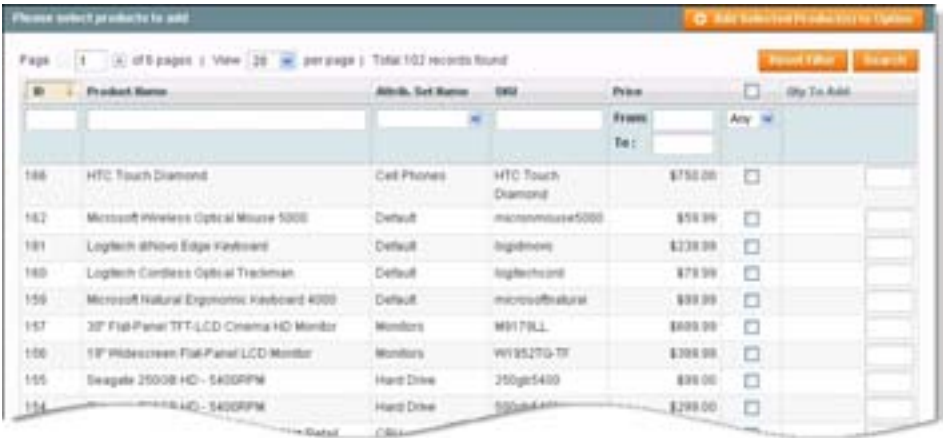 Please select products to add
Add Selected Product(s) to Option
Page 1 of 6 pages | View 20 per page | Total 102 records found
Reset Filter Search
ID Product Name Attrib. Set Name SKU Price Qty To Add
From: Any
To :
166 HTC Touch Diamond Cell Phones HTC Touch $750.00
Diamond
162 Microsoft Wireless Optical Mouse 5000 Default micronmouse5000 $59.99
161 Logitech diNovo Edge Keyboard Default logidinovo $239.99
160 Logitech Cordless Optical Trackman Default logitechcord $79.99
159 Microsoft Natural Ergonomic Keyboard 4000 Default microsoftnatural $99.99
157 30" Flat-Panel TFT-LCD Cinema HD Monitor Monitors M9179LL $699.99
156 19" Widescreen Flat-Panel LCD Monitor Monitors W1952TQ-TF $399.99
155 Seagate 250GB HD - 5400RPM Hard Drive 250gb5400 $99.00
154 HD - 5400RPM Hard Drive $299.00
Retail CPU